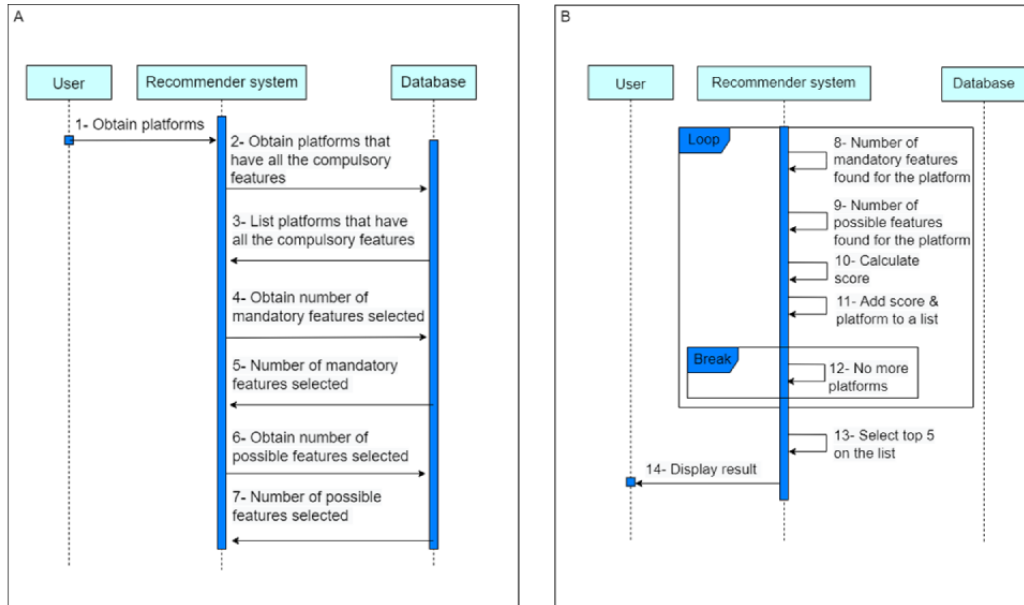 A
User
Recommender system
Database
1- Obtain platforms
2- Obtain platforms that
have all the compulsory
features
3- List platforms that have
all the compulsory features
4- Obtain number of
mandatory features selected
5- Number of mandatory
features selected
6- Obtain number of
possible features selected
7- Number of possible
features selected
B
User
Recommender system
Database
Loop
8- Number of
mandatory features
found for the platform
9- Number of
possible features
found for the platform
10- Calculate
score
11- Add score &
platform to a list
Break
12- No more
platforms
13- Select top 5
on the list
14- Display result